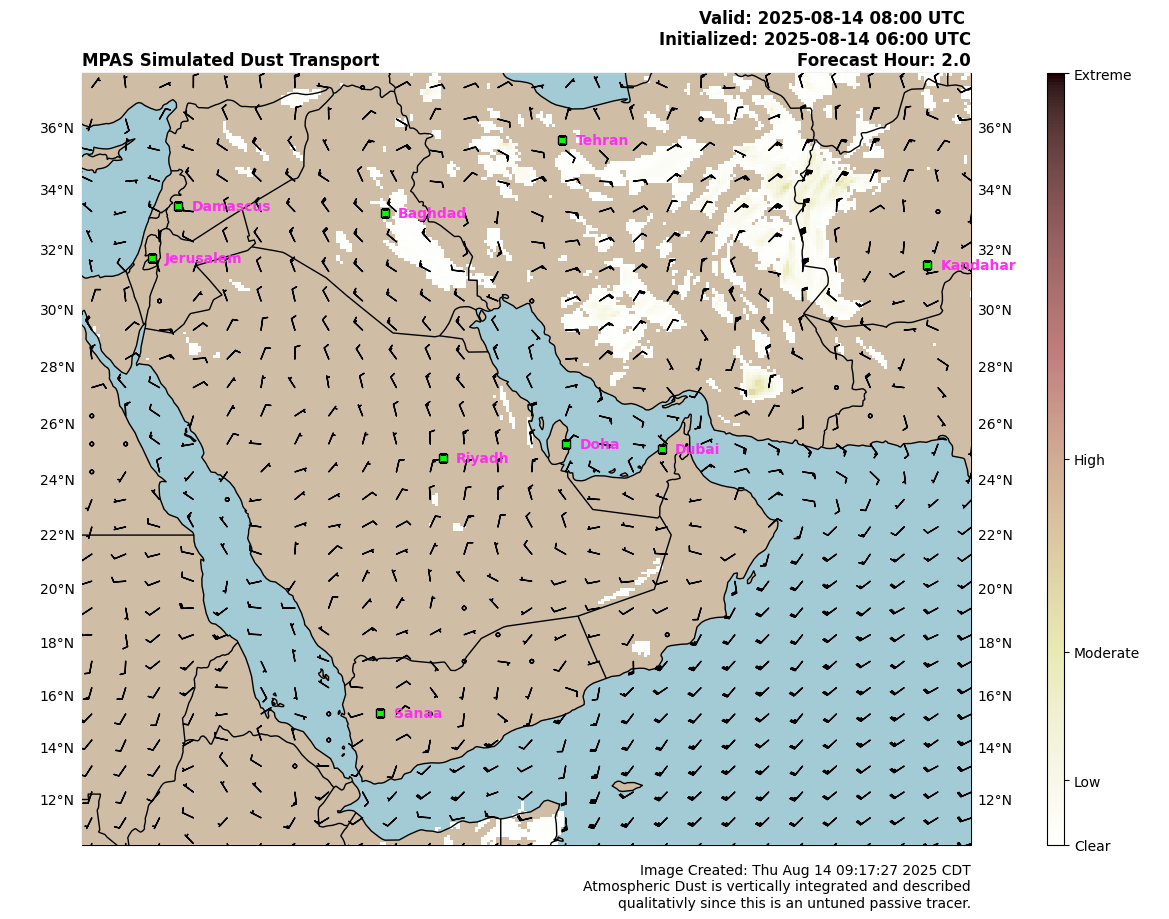 Valid: 2025-08-14 08:00 UTC
Initialized: 2025-08-14 06:00 UTC
MPAS Simulated Dust Transport Forecast Hour: 2.0
Extreme
36°N Tehran 36°N
34°N Damascus Baghdad 34°N
32°N Jerusalem 32°N
Kandahar
30°N 30°N
28°N 28°N
26°N 26°N
Doha Dubai
Riyadh High
24°N 24°N
22°N 22°N
20°N 20°N
18°N 18°N
Moderate
16°N 16°N
Sanaa
14°N 14°N
Low
12°N 12°N
Clear
Image Created: Thu Aug 14 09:17:27 2025 CDT
Atmospheric Dust is vertically integrated and described
qualitativly since this is an untuned passive tracer.